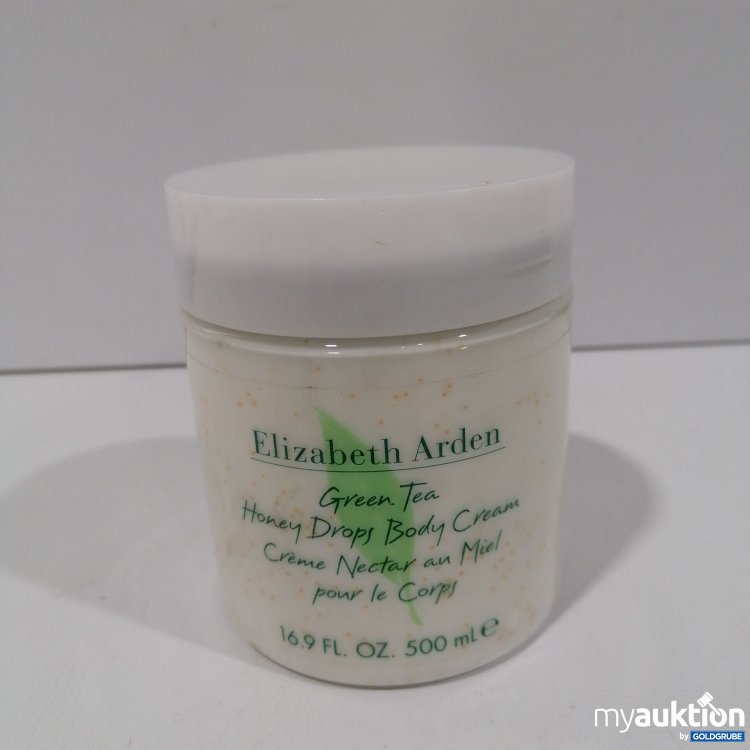 Elizabeth Arden
Green Tea
Honey Drops Body Cream
Crème Nectar au Miel
pour le Corps
16.9 FL. OZ. 500 mL e
myauktion
by GOLDGRUBE